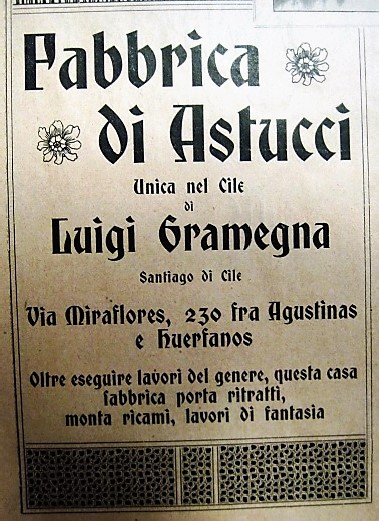 Fabbrica
di Astucci
Unica nel Cile
di
Luigi Gramegna
Santiago di Cile
Via Miraflores, 230 fra Agustinas
e Huerfanos
Oltre eseguire lavori del genere, questa casa
fabbrica porta ritratti,
monta ricami, lavori di fantasia